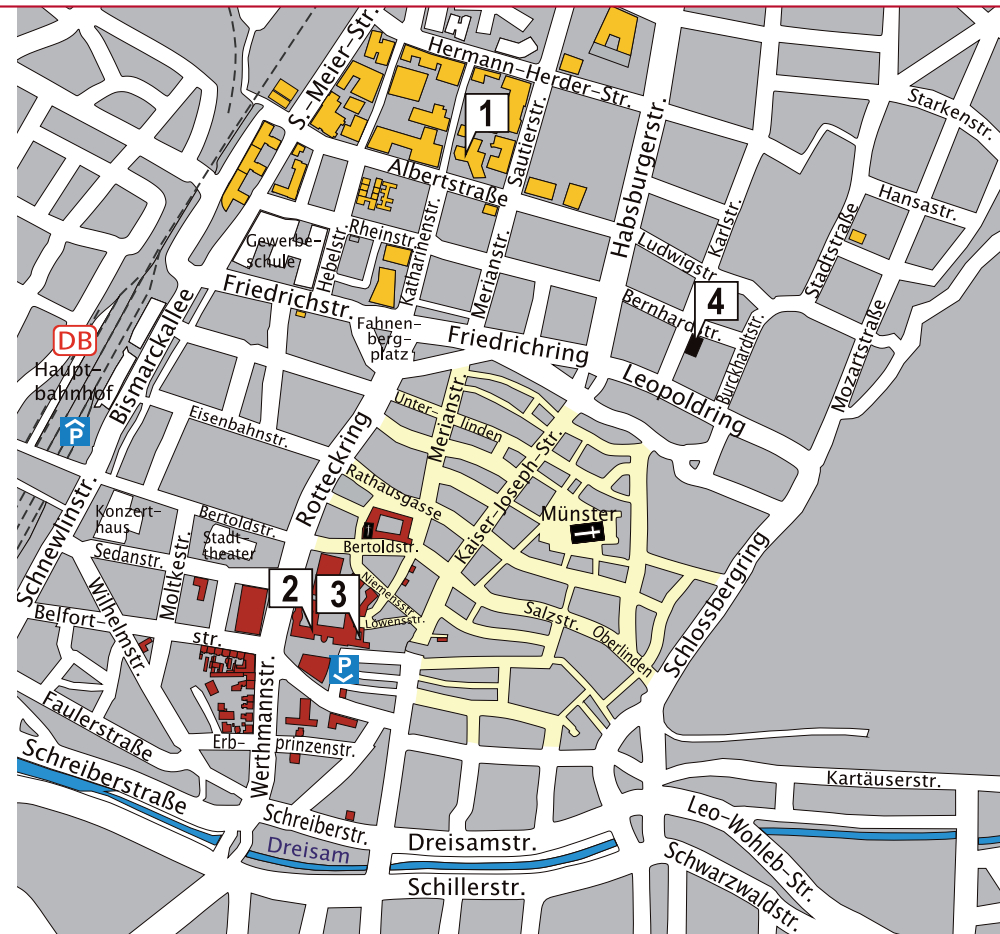 S.-Meier-Str.
Hermann-Herder-Str.
Starkenstr.
1
Sautierstr.
Albertstraße
Habsburgerstr.
Hansastr.
Karlstr.
Stadtstraße
Rheinstr.
Katharinenstr.
Hebelstr.
Gewerbe-
schule
Ludwigstr.
Merianstr.
Friedrichstr.
Bernhardstr.
4
Burckhardtstr.
Mozartstraße
Fahnen-
berg-
platz
Friedrichring
Leopoldring
DB
Haupt-
bahnhof
Bismarckallee
P
Eisenbahnstr.
Rotteckring
Unter-
linden
Merianstr.
Kaiser-Joseph-Str.
Rathausgasse
Münster
Konzert-
haus
Bertoldstr.
Stadt-
theater
Bertoldstr.
Schnewlinstr.
Sedanstr.
Moltkestr.
Wilhelmstr.
Belfort-
str.
2
3
Niemensstr.
Löwensstr.
Salzstr.
Oberlinden
Schlossbergring
P
Werthmannstr.
Faulerstraße
Erb-
prinzenstr.
Schreiberstraße
Schreiberstr.
Dreisam
Dreisamstr.
Schillerstr.
Kartäuserstr.
Leo-Wohleb-Str.
Schwarzwaldstr.